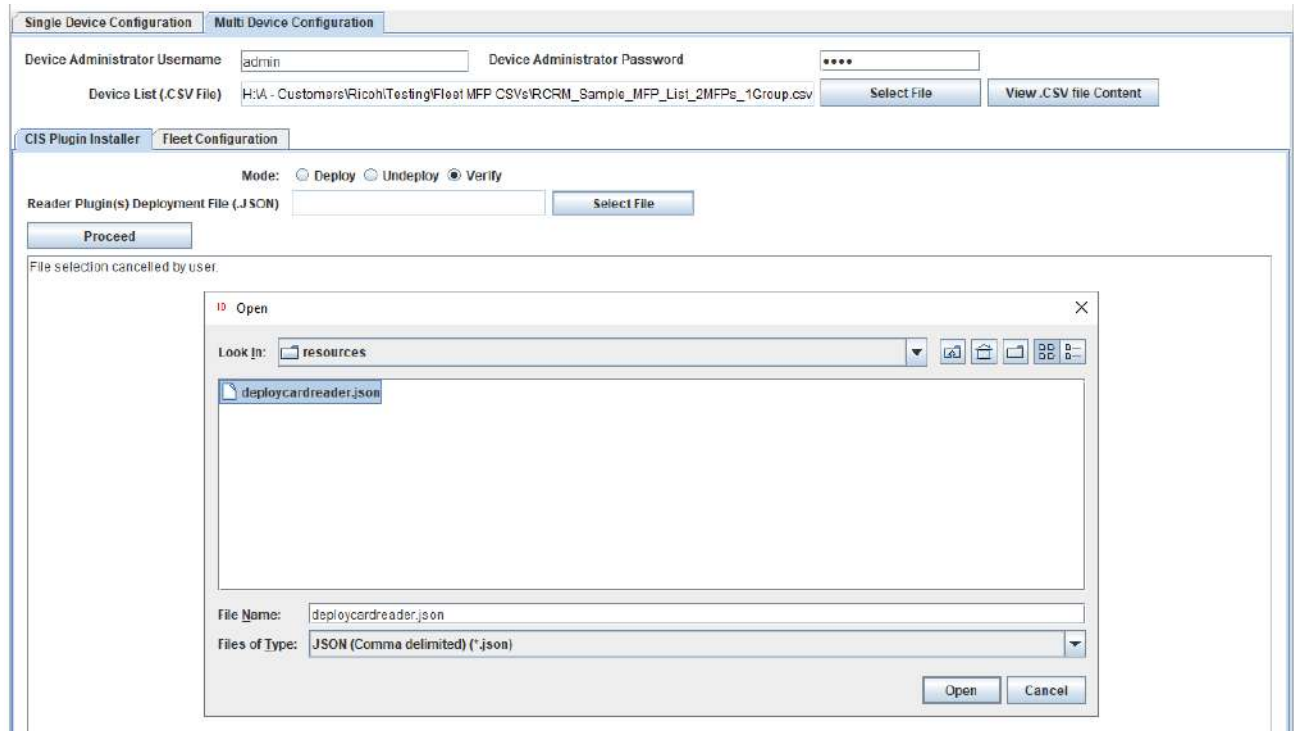 Single Device Configuration Multi Device Configuration
Device Administrator Username admin Device Administrator Password ••••
Device List (.CSV File) H:\A - Customers\Ricoh\Testing\Fleet MFP CSVs\RCRM_Sample_MFP_List_2MFPs_1Group.csv Select File View .CSV file Content
CIS Plugin Installer Fleet Configuration
Mode: Deploy Undeploy Verify
Reader Plugin(s) Deployment File (.JSON) Select File
Proceed
File selection cancelled by user.
ID Open
Look In: resources
deploycardreader.json
File Name: deploycardreader.json
Files of Type: JSON (Comma delimited) (*.json)
Open Cancel